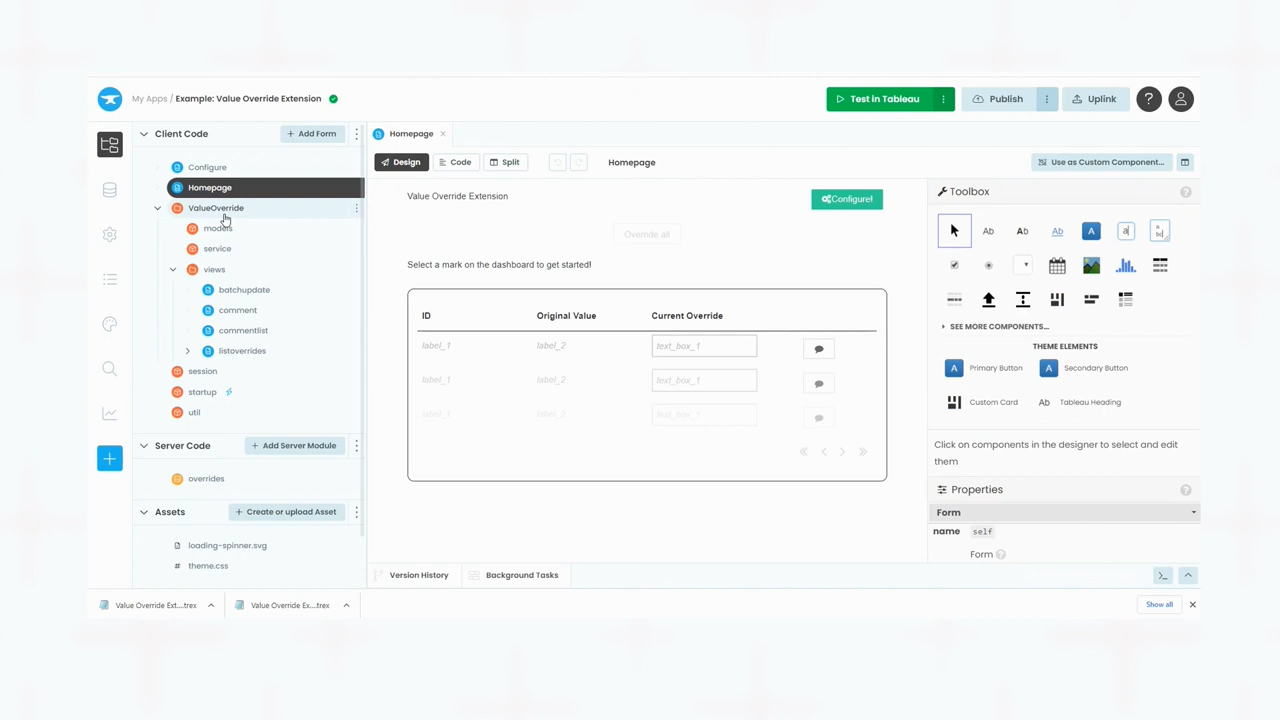 My Apps / Example: Value Override Extension
Test in Tableau
Publish
Uplink
?
Client Code
+ Add Form
Configure
Homepage
ValueOverride
models
service
views
batchupdate
comment
commentlist
listoverrides
session
startup
util
Server Code
+ Add Server Module
overrides
Assets
+ Create or upload Asset
loading-spinner.svg
# theme.css
Homepage
Design
Code
Split
Homepage
Use as Custom Component...
Value Override Extension
Configure!
Override all
Select a mark on the dashboard to get started!
ID Original Value Current Override
label_1 label_2 text_box_1
label_1 label_2 text_box_1
label_1 label_2 text_box_1
Toolbox
Ab Ab Ab A a
SEE MORE COMPONENTS...
THEME ELEMENTS
A Primary Button A Secondary Button
Custom Card Ab Tableau Heading
Click on components in the designer to select and edit
them
Properties
Form
name self
Form
Version History
Background Tasks
Value Override Ext....trex
Value Override Ex....trex
Show all